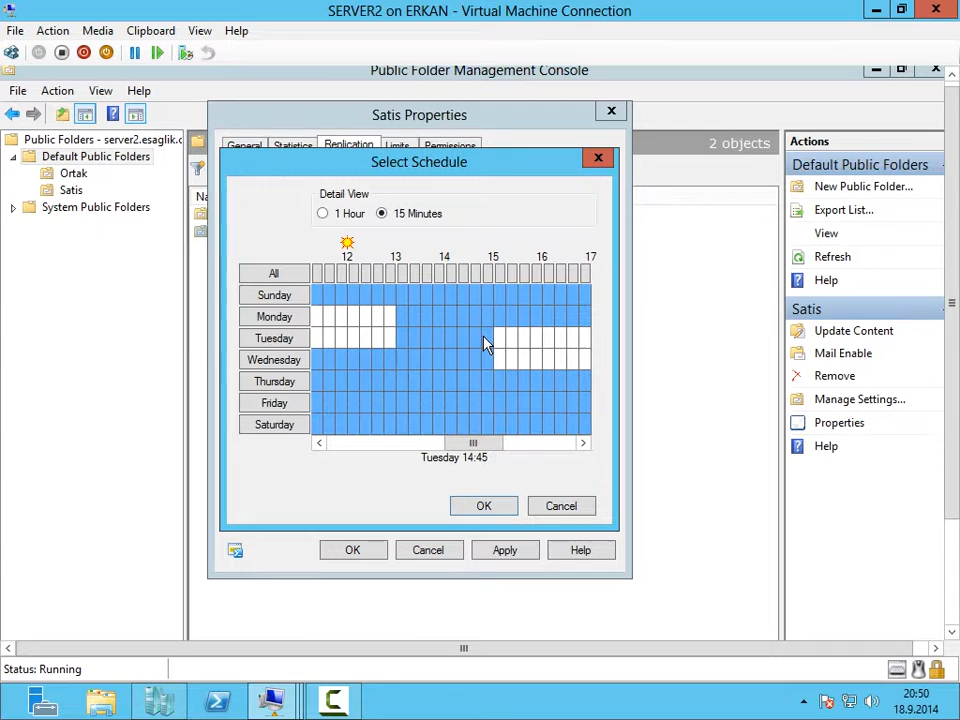 SERVER2 on ERKAN - Virtual Machine Connection
File Action Media Clipboard View Help
Public Folder Management Console
File Action View Help
Public Folders - server2.esaglik.c
Default Public Folders
Ortak
Satis
System Public Folders
2 objects
Satis Properties
General Statistics Replication Limits Permissions
Select Schedule
Detail View
1 Hour 15 Minutes
12 13 14 15 16 17
All
Sunday
Monday
Tuesday
Wednesday
Thursday
Friday
Saturday
Tuesday 14:45
OK Cancel
OK Cancel Apply Help
Actions
Default Public Folders
New Public Folder...
Export List...
View
Refresh
Help
Satis
Update Content
Mail Enable
Remove
Manage Settings...
Properties
Help
Status: Running
20:50
18.9.2014